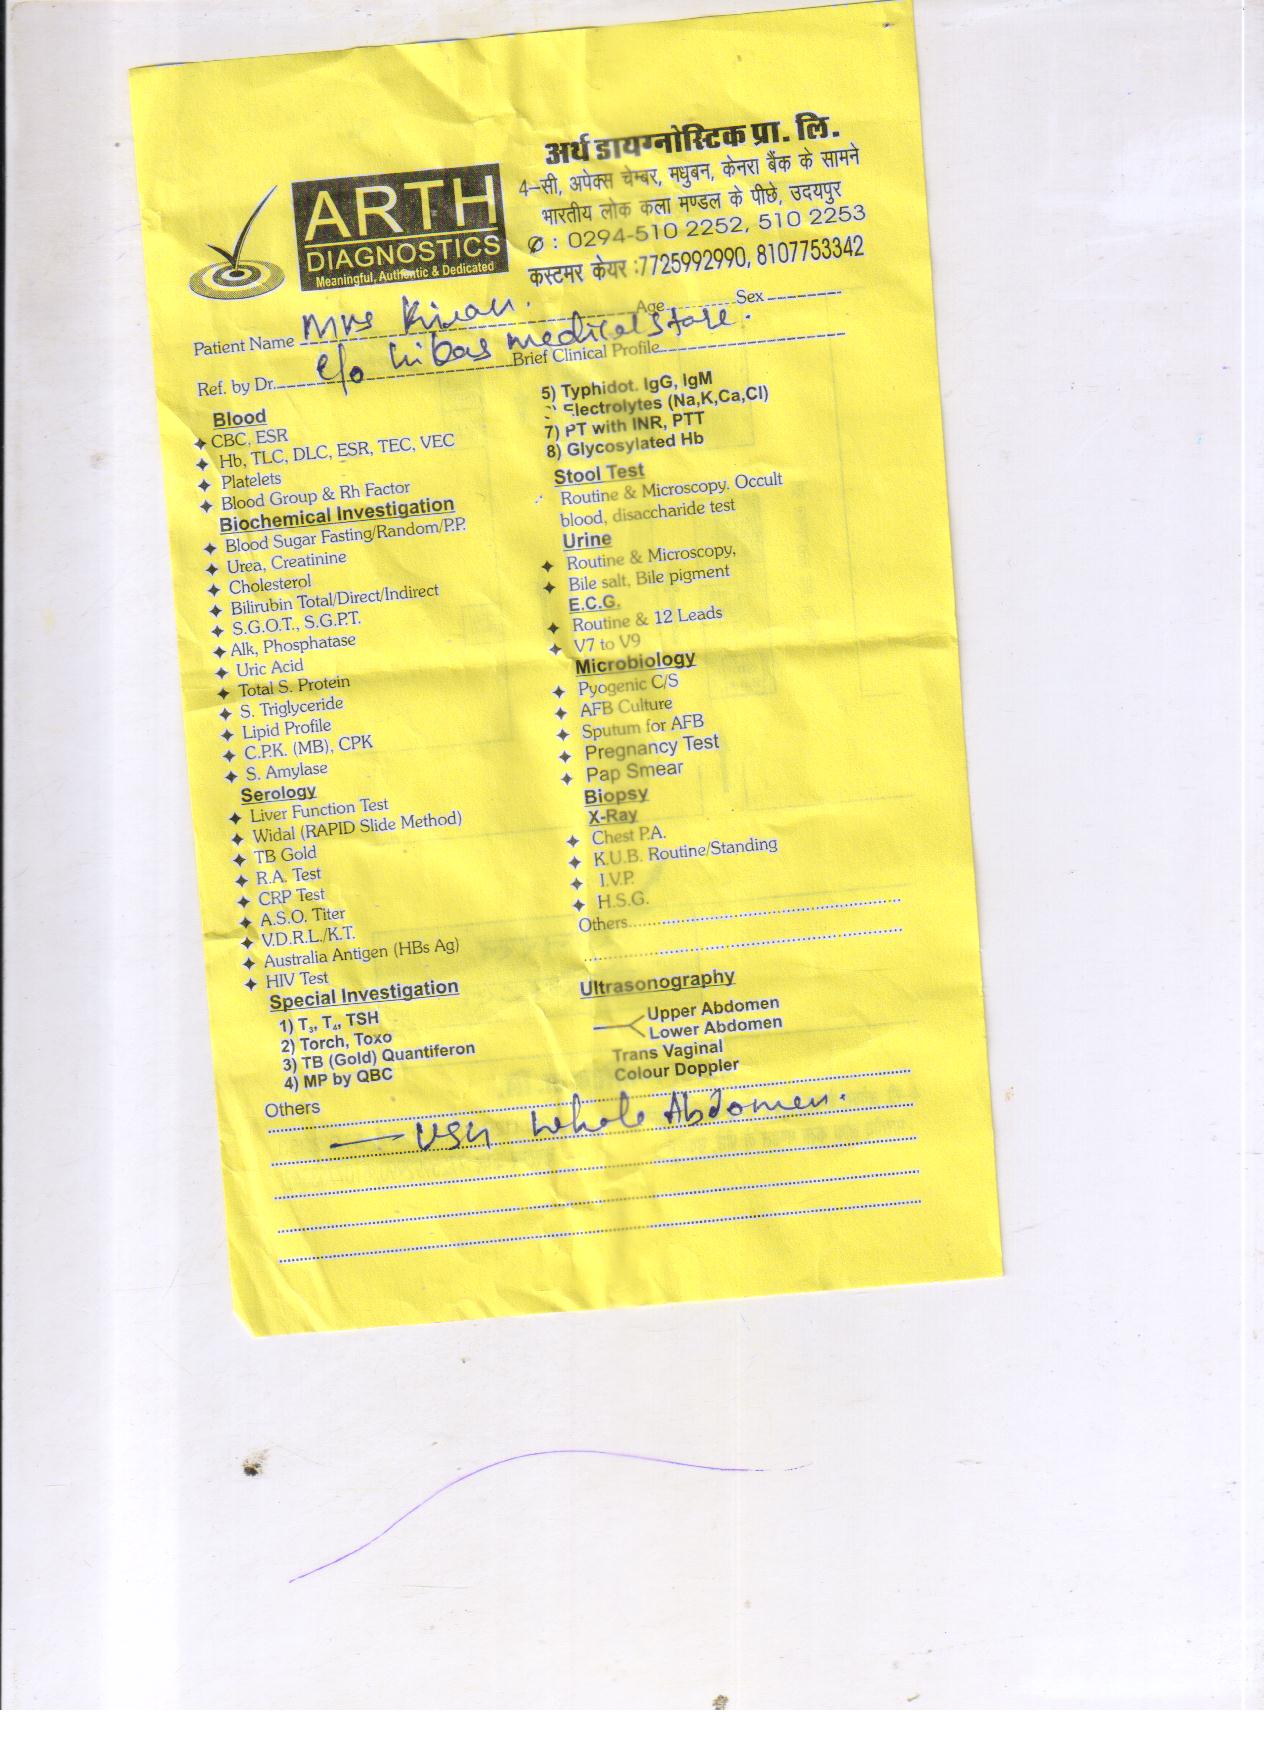 अर्थ डायग्नोस्टिक प्रा. लि.
4-सी, अपेक्स चेम्बर, मधुबन, केनरा बैंक के सामने
भारतीय लोक कला मण्डल के पीछे, उदयपुर
: 0294-510 2252, 510 2253
कस्टमर केयर :7725992990, 8107753342
ARTH
DIAGNOSTICS
Meaningful, Authentic & Dedicated
Patient Name Mrs Kiran. Age Sex
Ref. by Dr. c/o medical store. Brief Clinical Profile
Blood
CBC, ESR
Hb, TLC, DLC, ESR, TEC, VEC
Platelets
Blood Group & Rh Factor
Biochemical Investigation
Blood Sugar Fasting/Random/P.P.
Urea, Creatinine
Cholesterol
Bilirubin Total/Direct/Indirect
S.G.O.T., S.G.P.T.
Alk, Phosphatase
Uric Acid
Total S. Protein
S. Triglyceride
Lipid Profile
C.P.K. (MB), CPK
S. Amylase
Serology
Liver Function Test
Widal (RAPID Slide Method)
TB Gold
R.A. Test
CRP Test
A.S.O. Titer
V.D.R.L./K.T.
Australia Antigen (HBs Ag)
HIV Test
Special Investigation
1) T₃, T₄, TSH
2) Torch, Toxo
3) TB (Gold) Quantiferon
4) MP by QBC
5) Typhidot. IgG, IgM
Electrolytes (Na,K,Ca,Cl)
7) PT with INR, PTT
8) Glycosylated Hb
Stool Test
Routine & Microscopy. Occult
blood, disaccharide test
Urine
Routine & Microscopy,
Bile salt, Bile pigment
E.C.G.
Routine & 12 Leads
V7 to V9
Microbiology
Pyogenic C/S
AFB Culture
Sputum for AFB
Pregnancy Test
Pap Smear
Biopsy
X-Ray
Chest P.A.
K.U.B. Routine/Standing
I.V.P.
H.S.G.
Others
Ultrasonography
Upper Abdomen
Lower Abdomen
Trans Vaginal
Colour Doppler
Others
— USG whole Abdomen.